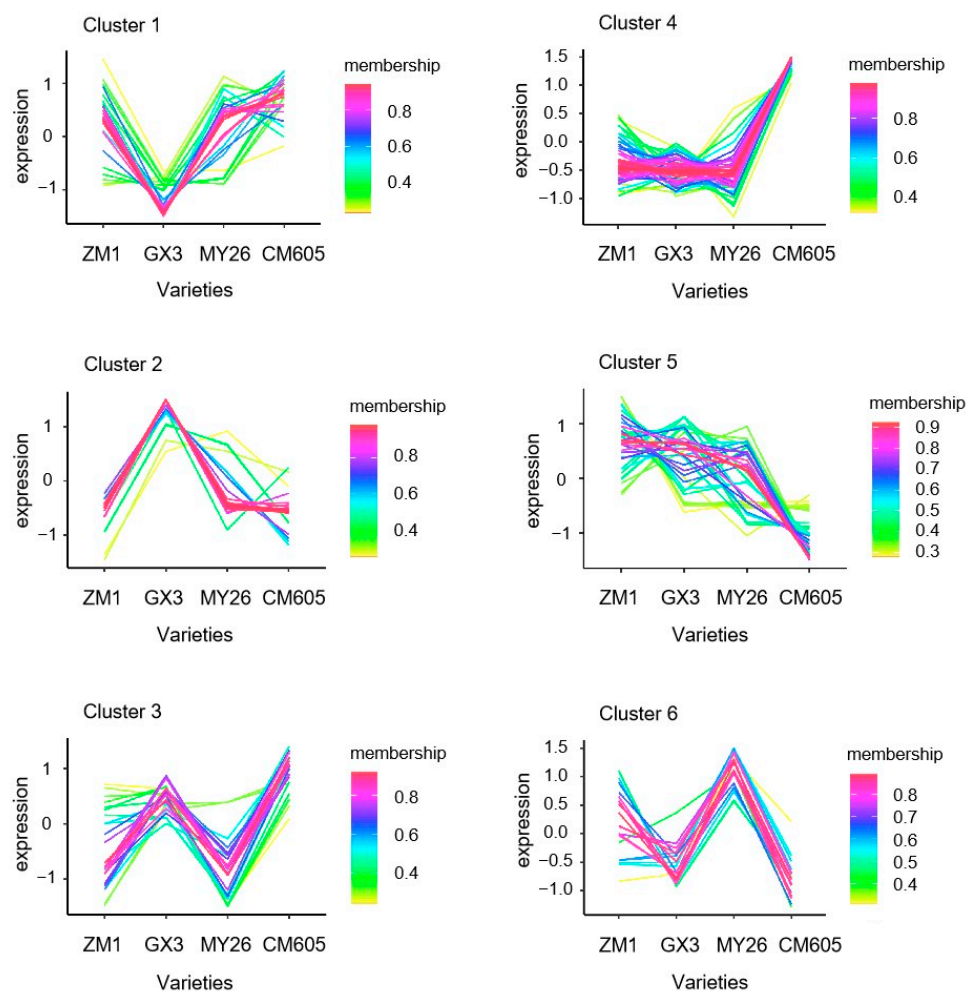 Cluster 1
membership
1
0
−1
expression
0.8
0.6
0.4
ZM1 GX3 MY26 CM605
Varieties
Cluster 4
membership
1.5
1.0
0.5
0.0
−0.5
−1.0
expression
0.8
0.6
0.4
ZM1 GX3 MY26 CM605
Varieties
Cluster 2
membership
1
0
−1
expression
0.8
0.6
0.4
ZM1 GX3 MY26 CM605
Varieties
Cluster 5
membership
1
0
−1
expression
0.9
0.8
0.7
0.6
0.5
0.4
0.3
ZM1 GX3 MY26 CM605
Varieties
Cluster 3
membership
1
0
−1
expression
0.8
0.6
0.4
ZM1 GX3 MY26 CM605
Varieties
Cluster 6
membership
1.5
1.0
0.5
0.0
−0.5
−1.0
expression
0.8
0.7
0.6
0.5
0.4
ZM1 GX3 MY26 CM605
Varieties